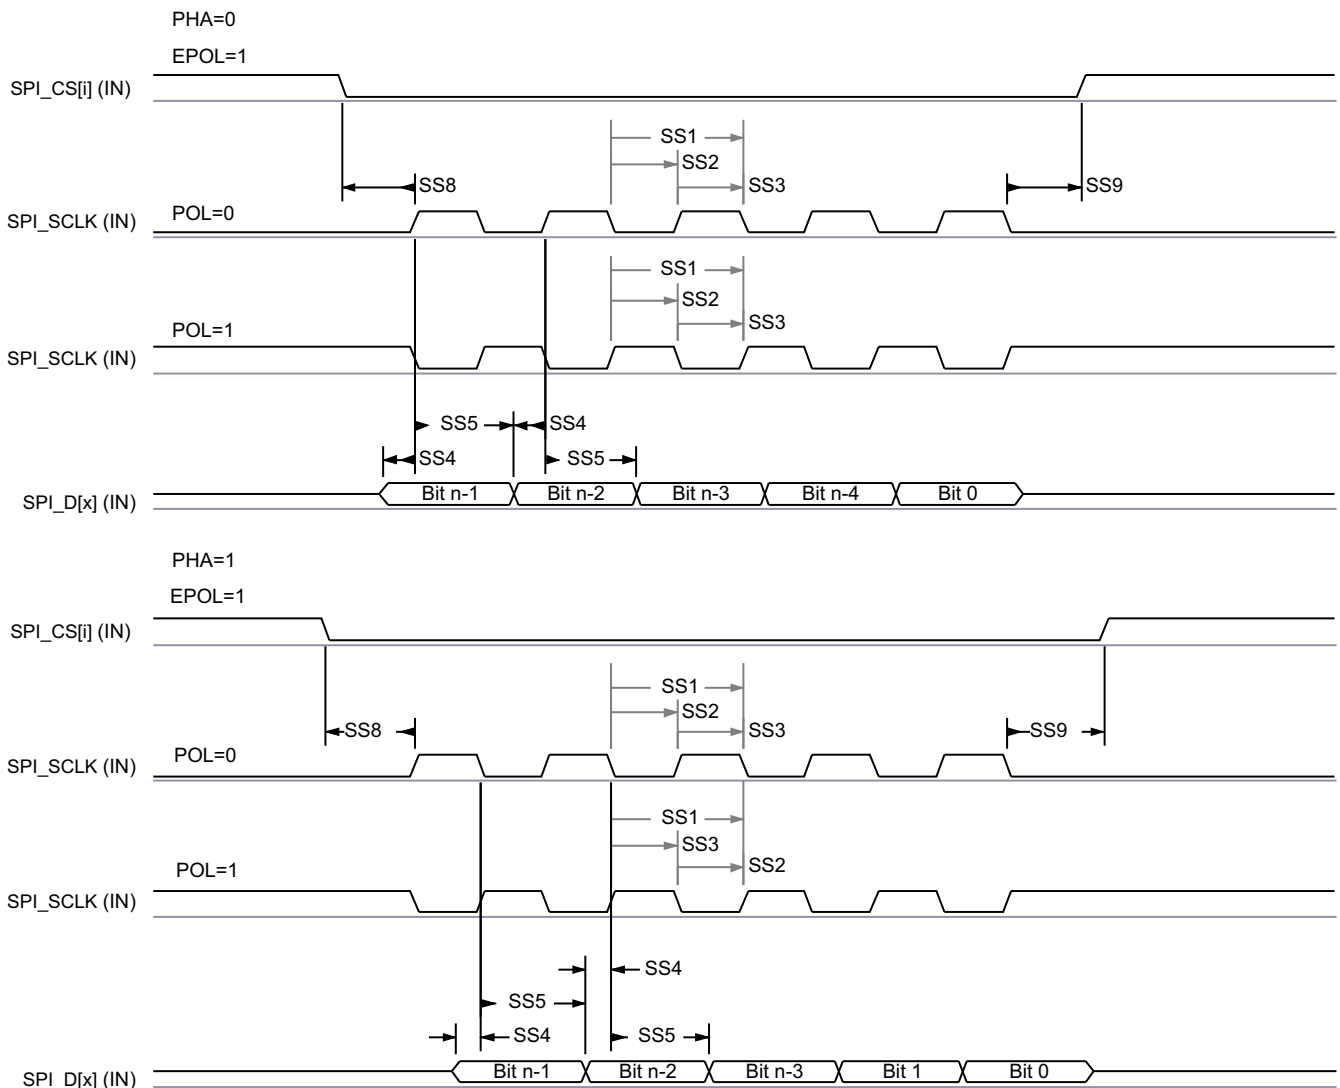 PHA=0
EPOL=1
SPI_CS[i] (IN)
SS1
SS2
SS8
SS3
SS9
POL=0
SPI_SCLK (IN)
SS1
SS2
SS3
POL=1
SPI_SCLK (IN)
SS5
SS4
SS4
SS5
SPI_D[x] (IN)
Bit n-1
Bit n-2
Bit n-3
Bit n-4
Bit 0
PHA=1
EPOL=1
SPI_CS[i] (IN)
SS1
SS2
SS8
SS3
SS9
POL=0
SPI_SCLK (IN)
SS1
SS3
SS2
POL=1
SPI_SCLK (IN)
SS4
SS5
SS4
SS5
SPI_D[x] (IN)
Bit n-1
Bit n-2
Bit n-3
Bit 1
Bit 0